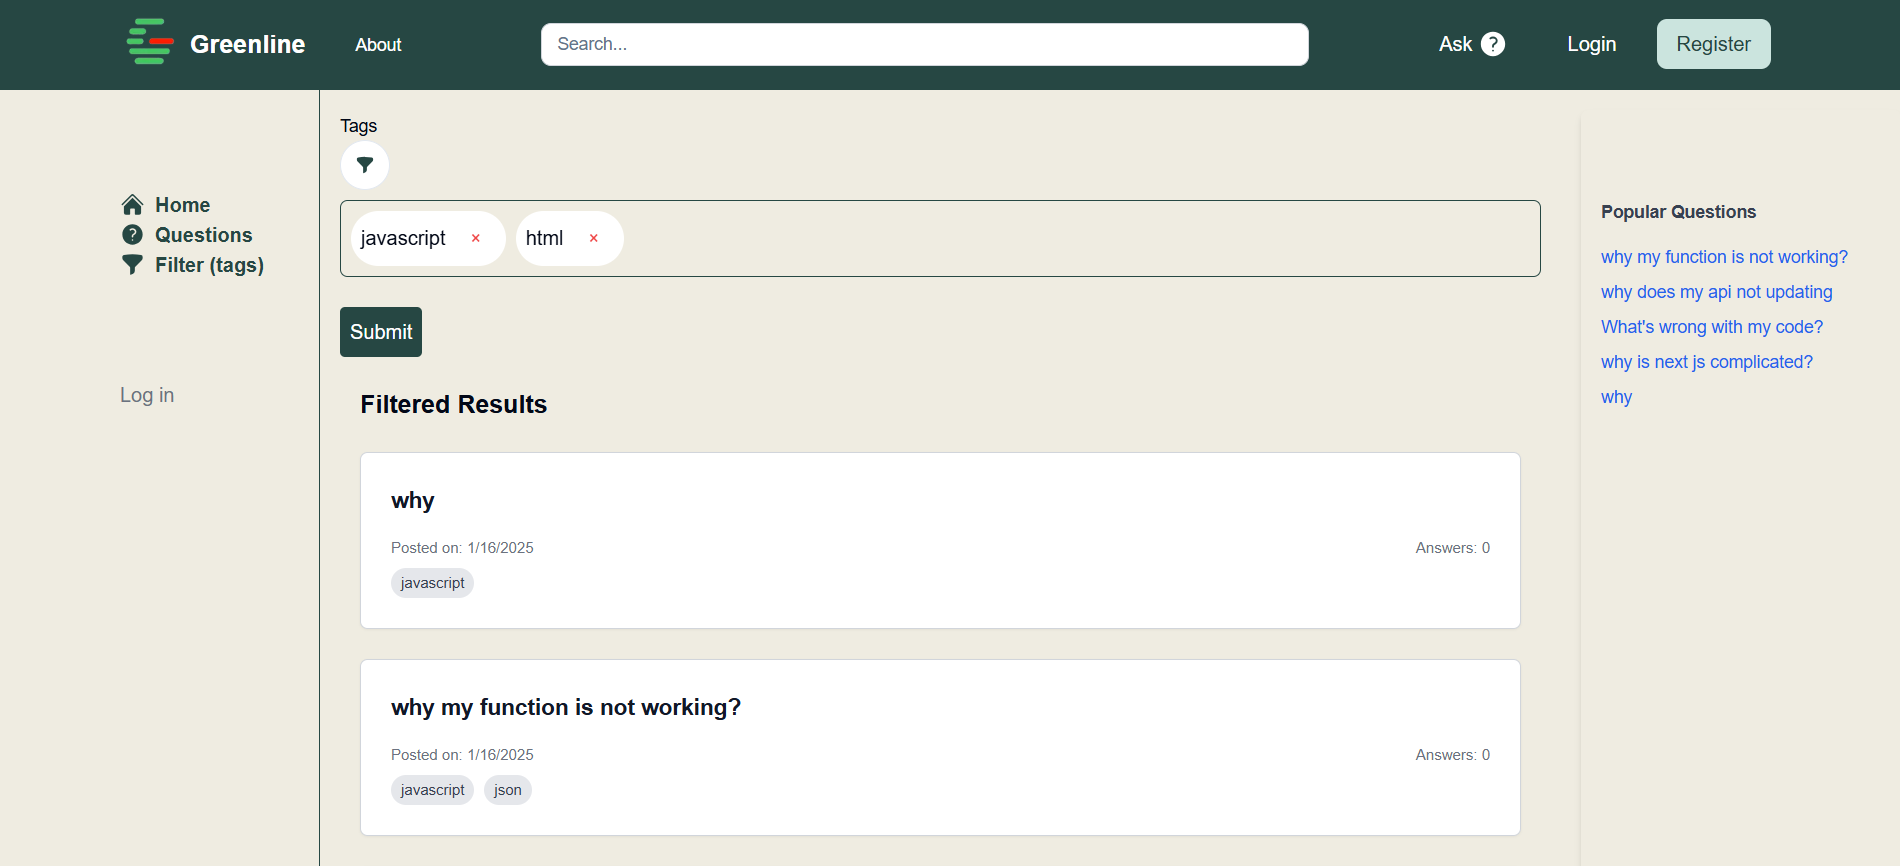 Greenline
About
Search...
Ask ?
Login
Register
Home
Questions
Filter (tags)
Log in
Tags
javascript × html ×
Submit
Filtered Results
why
Posted on: 1/16/2025 Answers: 0
javascript
why my function is not working?
Posted on: 1/16/2025 Answers: 0
javascript json
Popular Questions
why my function is not working?
why does my api not updating
What's wrong with my code?
why is next js complicated?
why